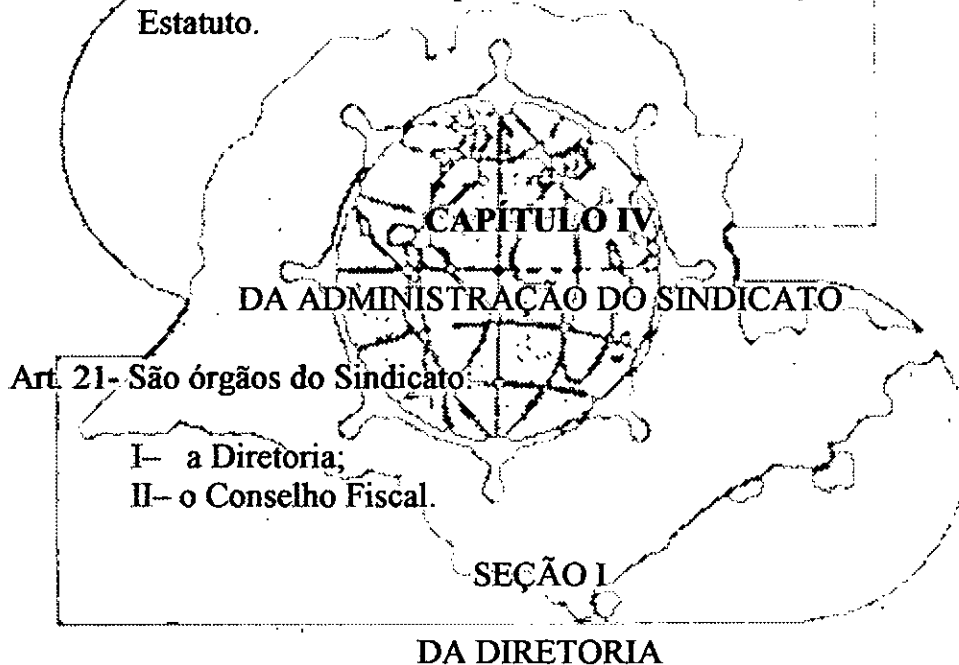 Estatuto.
CAPÍTULO IV
DA ADMINISTRAÇÃO DO SINDICATO
Art. 21- São órgãos do Sindicato:
I– a Diretoria;
II– o Conselho Fiscal.
SEÇÃO I
DA DIRETORIA